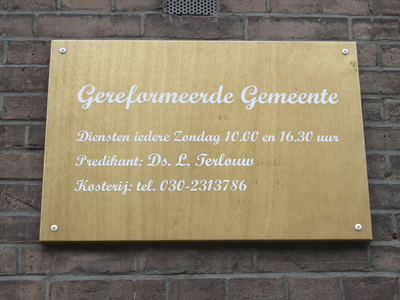 Gereformeerde Gemeente
Diensten iedere Zondag 10.00 en 16.30 uur
Predikant: Ds. L. Terlouw
Kosterij: tel. 030-2313786